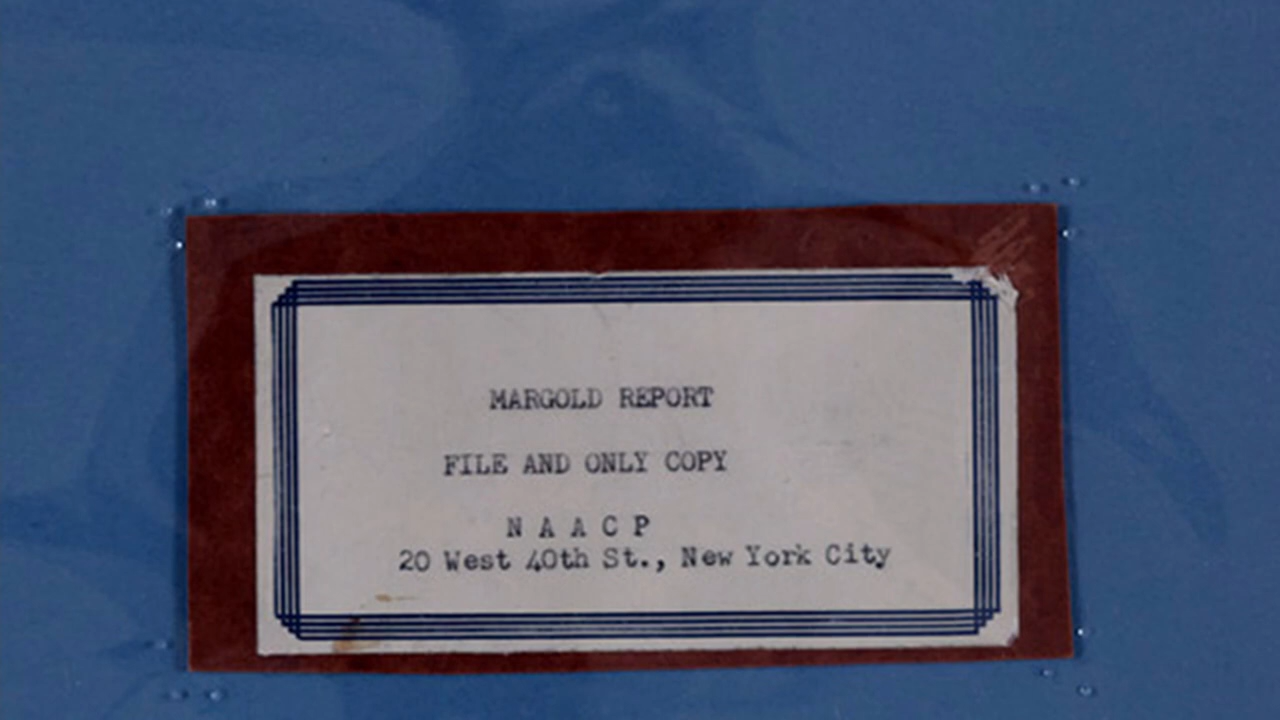 MARGOLD REPORT
FILE AND ONLY COPY
N A A C P
20 West 40th St., New York City